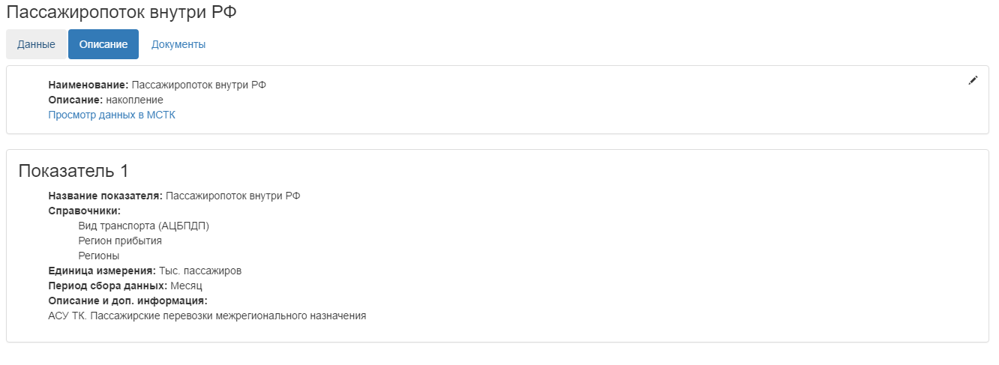 Пассажиропоток внутри РФ
Данные Описание Документы
Наименование: Пассажиропоток внутри РФ
Описание: накопление
Просмотр данных в МСТК
Показатель 1
Название показателя: Пассажиропоток внутри РФ
Справочники:
Вид транспорта (АЦБПДП)
Регион прибытия
Регионы
Единица измерения: Тыс. пассажиров
Период сбора данных: Месяц
Описание и доп. информация:
АСУ ТК. Пассажирские перевозки межрегионального назначения